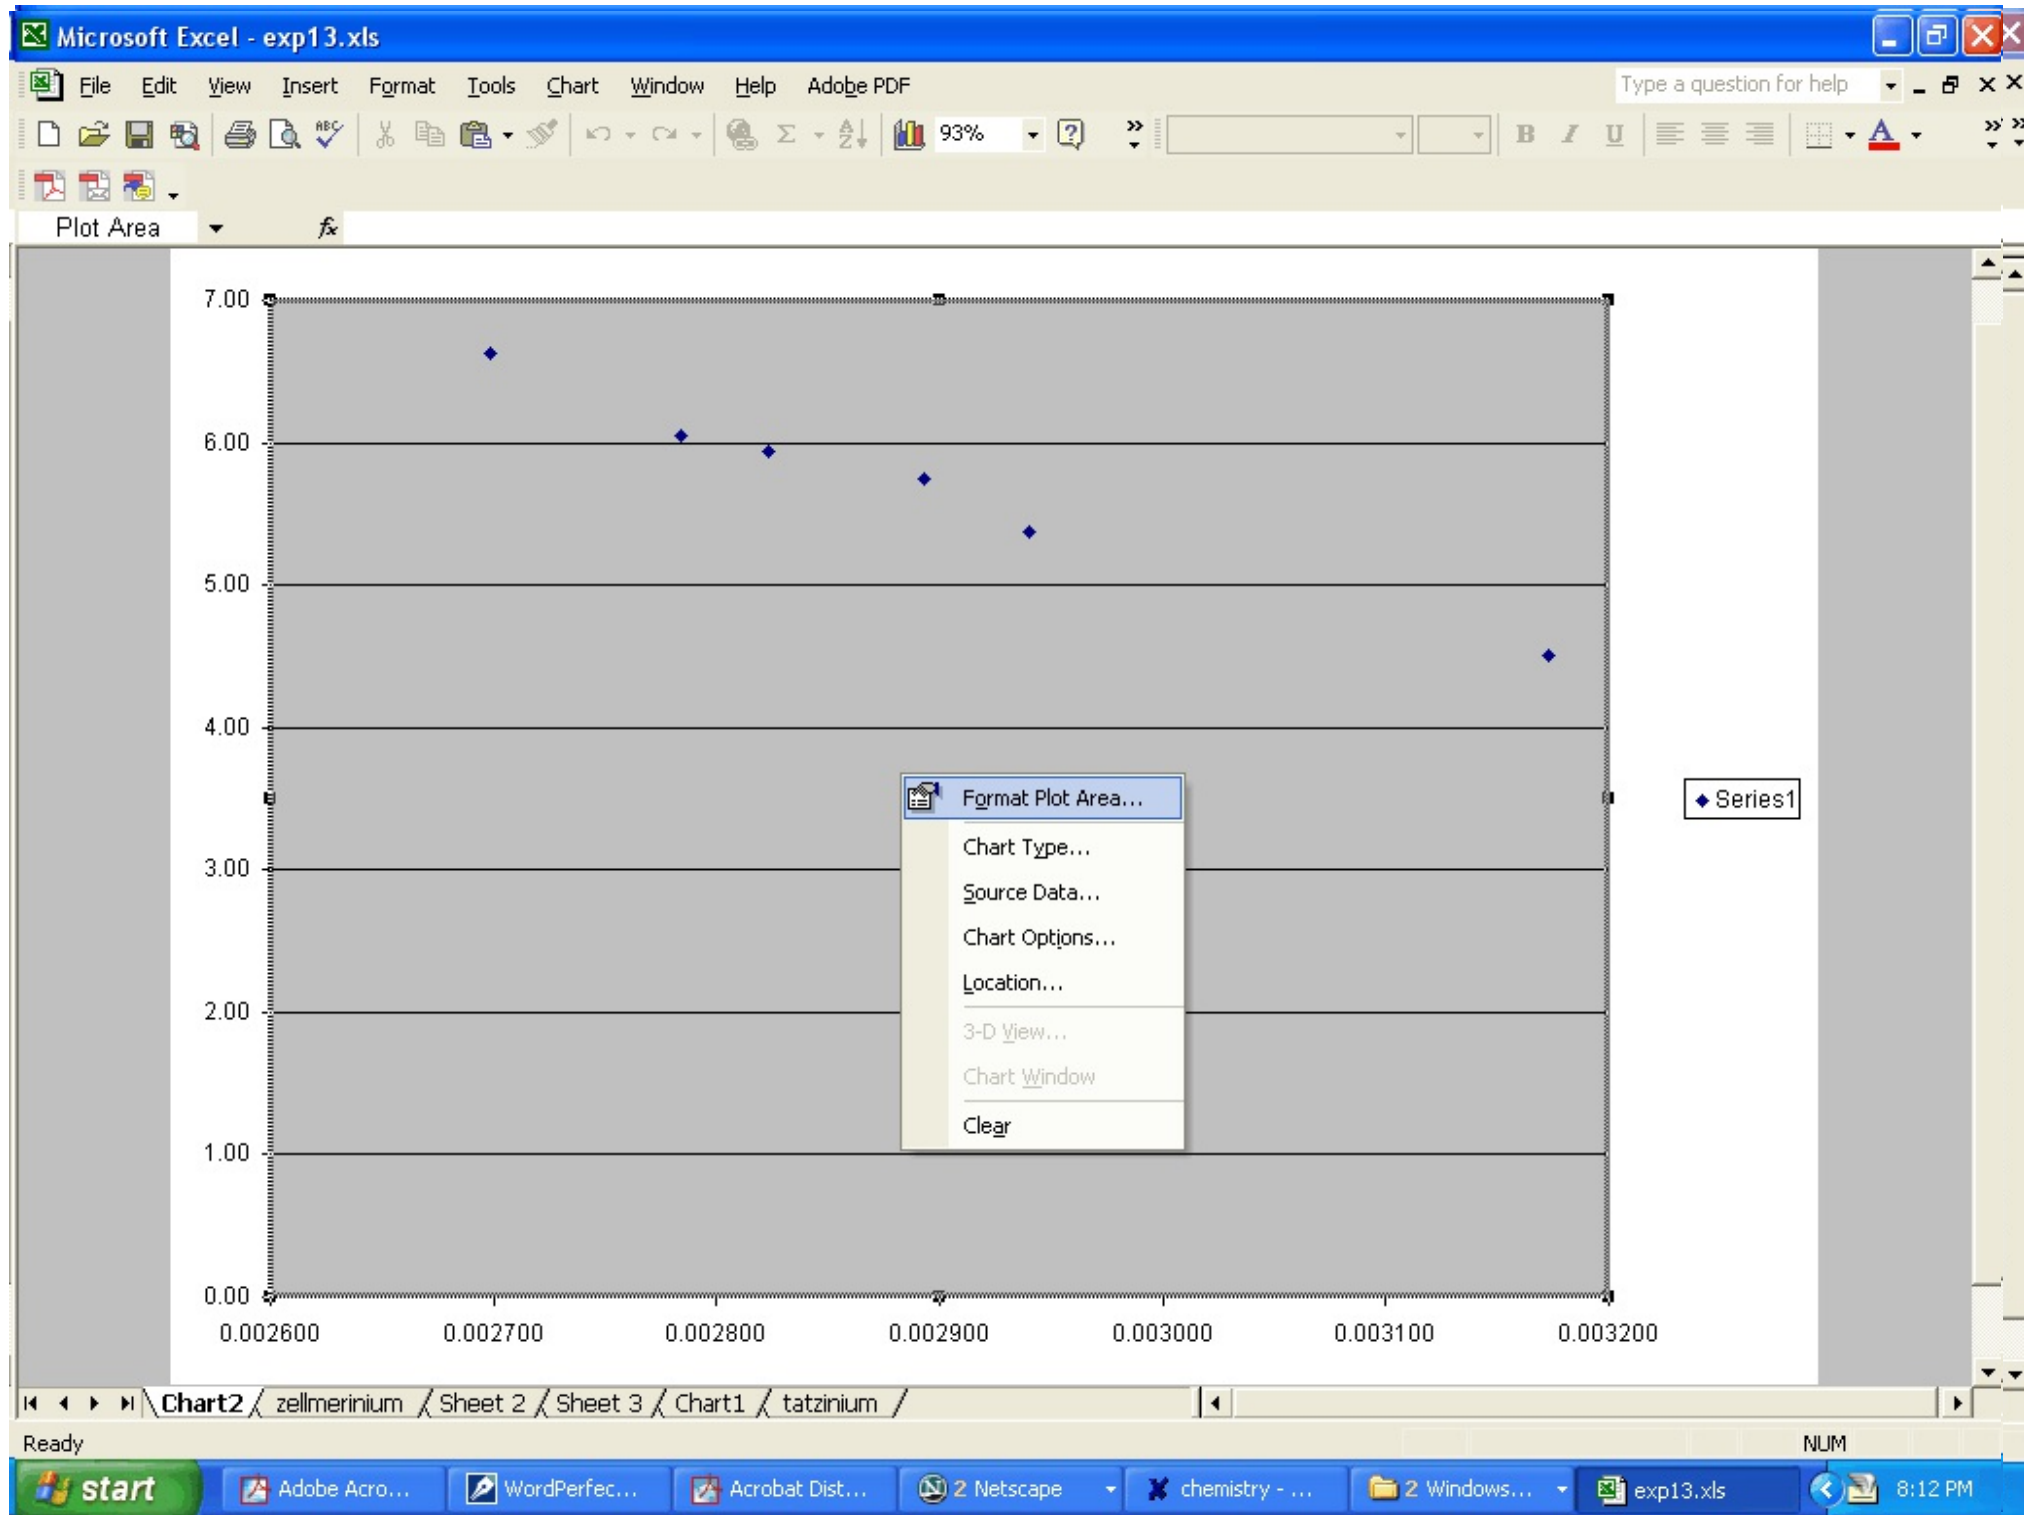 Microsoft Excel - exp13.xls
File Edit View Insert Format Tools Chart Window Help Adobe PDF Type a question for help
ABC Σ A Z 93% ? » B I U A »
Plot Area fx
7.00
6.00
5.00
4.00
3.00
2.00
1.00
0.00
0.002600 0.002700 0.002800 0.002900 0.003000 0.003100 0.003200
Series1
Format Plot Area...
Chart Type...
Source Data...
Chart Options...
Location...
3-D View...
Chart Window
Clear
Chart2 zellmerinium Sheet 2 Sheet 3 Chart1 tatzinium
Ready NUM
start Adobe Acro... WordPerfec... Acrobat Dist... 2 Netscape chemistry - ... 2 Windows... exp13.xls 8:12 PM